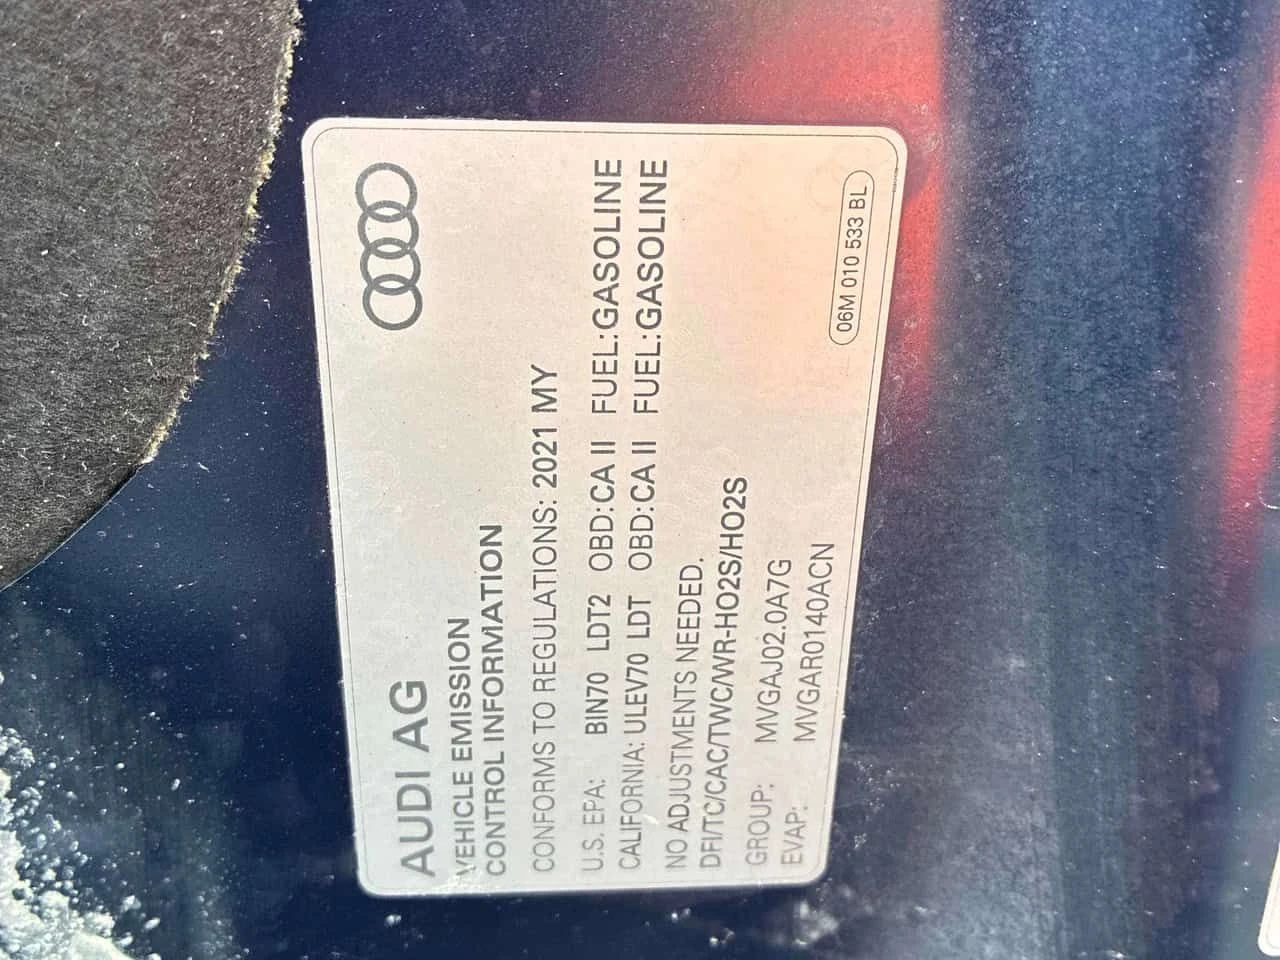 AUDI AG
VEHICLE EMISSION
CONTROL INFORMATION
CONFORMS TO REGULATIONS: 2021 MY
U.S. EPA: BIN70 LDT2 OBD:CA II FUEL:GASOLINE
CALIFORNIA: ULEV70 LDT OBD:CA II FUEL:GASOLINE
NO ADJUSTMENTS NEEDED.
DFI/TC/CAC/TWC/WR-HO2S/HO2S
GROUP: MVGAJ02.0A7G
EVAP: MVGAR0140ACN
06M 010 533 BL